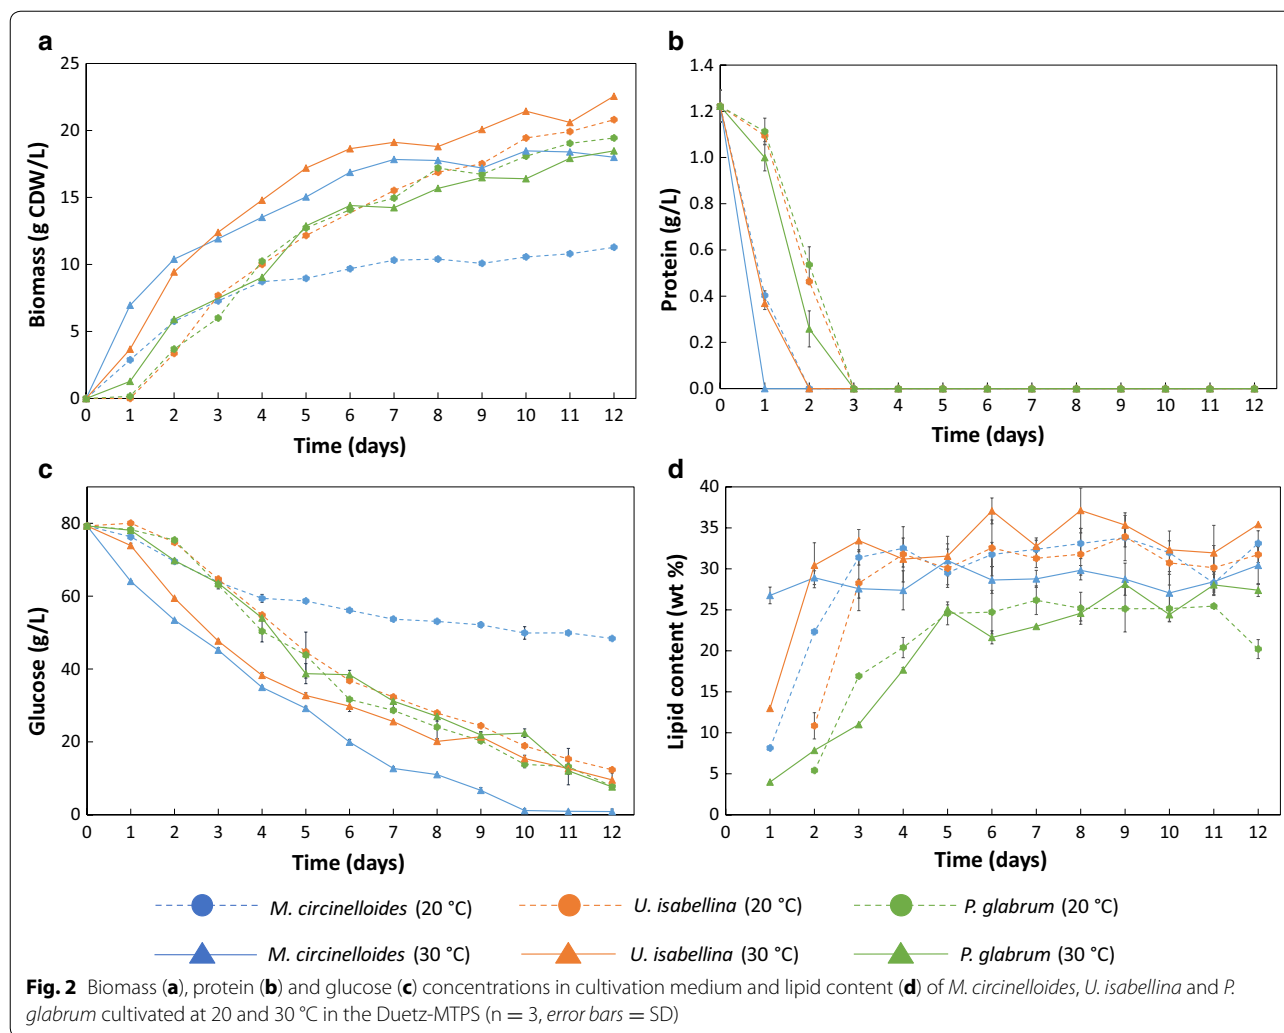 a
25
20
15
10
5
0
Biomass (g CDW/L)
0 1 2 3 4 5 6 7 8 9 10 11 12
Time (days)
b
1.4
1.2
1.0
0.8
0.6
0.4
0.2
0.0
Protein (g/L)
0 1 2 3 4 5 6 7 8 9 10 11 12
Time (days)
c
80
60
40
20
0
Glucose (g/L)
0 1 2 3 4 5 6 7 8 9 10 11 12
Time (days)
d
40
35
30
25
20
15
10
5
0
Lipid content (wt %)
0 1 2 3 4 5 6 7 8 9 10 11 12
Time (days)
M. circinelloides (20 °C) U. isabellina (20 °C) P. glabrum (20 °C)
M. circinelloides (30 °C) U. isabellina (30 °C) P. glabrum (30 °C)
Fig. 2 Biomass (a), protein (b) and glucose (c) concentrations in cultivation medium and lipid content (d) of M. circinelloides, U. isabellina and P.
glabrum cultivated at 20 and 30 °C in the Duetz-MTPS (n = 3, error bars = SD)